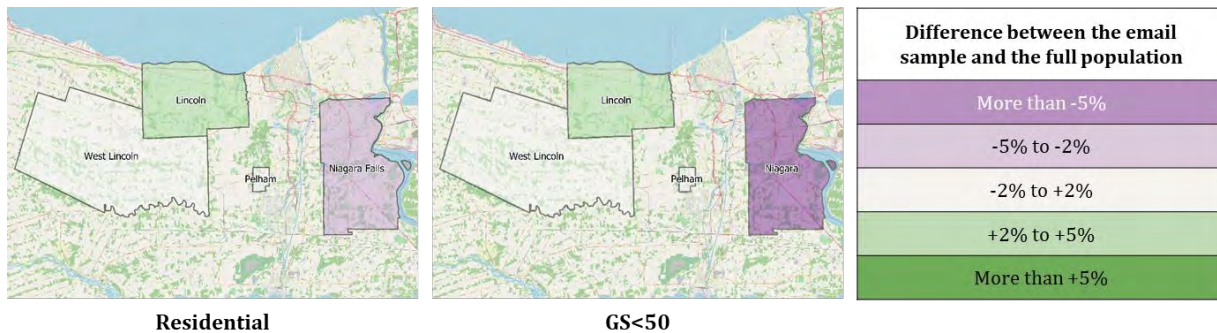 Lincoln
West Lincoln
Pelham
Niagara Falls
Residential
Lincoln
West Lincoln
Pelham
Niagara
GS<50
Difference between the email
sample and the full population
More than -5%
-5% to -2%
-2% to +2%
+2% to +5%
More than +5%